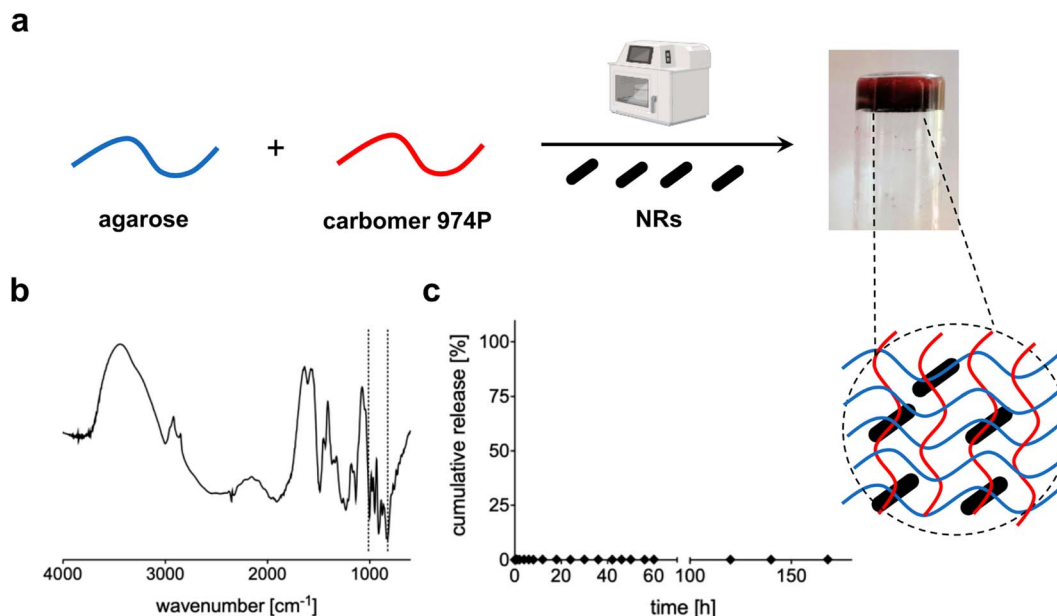 a
+
agarose
carbomer 974P
NRs
b
4000
3000
2000
1000
wavenumber [cm⁻¹]
c
cumulative release [%]
100
75
50
25
0
0
20
40
60
100
150
time [h]